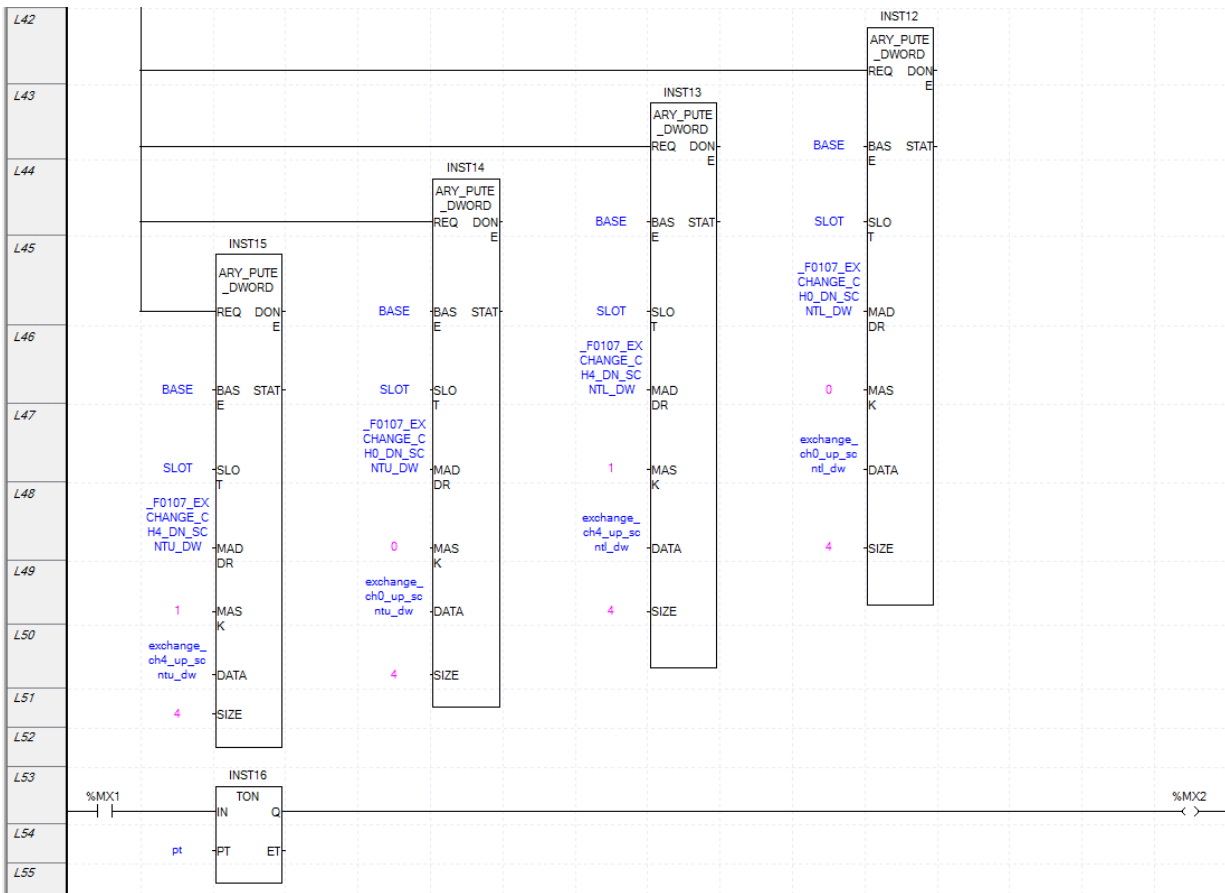 L42
INST12
ARY_PUTE
_DWORD
REQ DON
E
L43
INST13
ARY_PUTE
_DWORD
REQ DON
E
BASE
BAS STAT
E
L44
INST14
ARY_PUTE
_DWORD
REQ DON
E
BASE
BAS STAT
E
SLOT
SLO
T
L45
INST15
ARY_PUTE
_DWORD
REQ DON
E
BASE
BAS STAT
E
SLOT
SLO
T
_F0107_EX
CHANGE_C
H0_DN_SC
NTL_DW
MAD
DR
L46
BASE
BAS STAT
E
SLOT
SLO
T
_F0107_EX
CHANGE_C
H4_DN_SC
NTL_DW
MAD
DR
0
MAS
K
L47
SLOT
SLO
T
_F0107_EX
CHANGE_C
H0_DN_SC
NTU_DW
MAD
DR
1
MAS
K
exchange_
ch0_up_sc
ntl_dw
DATA
L48
_F0107_EX
CHANGE_C
H4_DN_SC
NTU_DW
MAD
DR
0
MAS
K
exchange_
ch4_up_sc
ntl_dw
DATA
4
SIZE
L49
1
MAS
K
exchange_
ch0_up_sc
ntu_dw
DATA
4
SIZE
L50
exchange_
ch4_up_sc
ntu_dw
DATA
4
SIZE
L51
4
SIZE
L52
L53
INST16
%MX1
TON
IN Q
%MX2
L54
pt
PT ET
L55